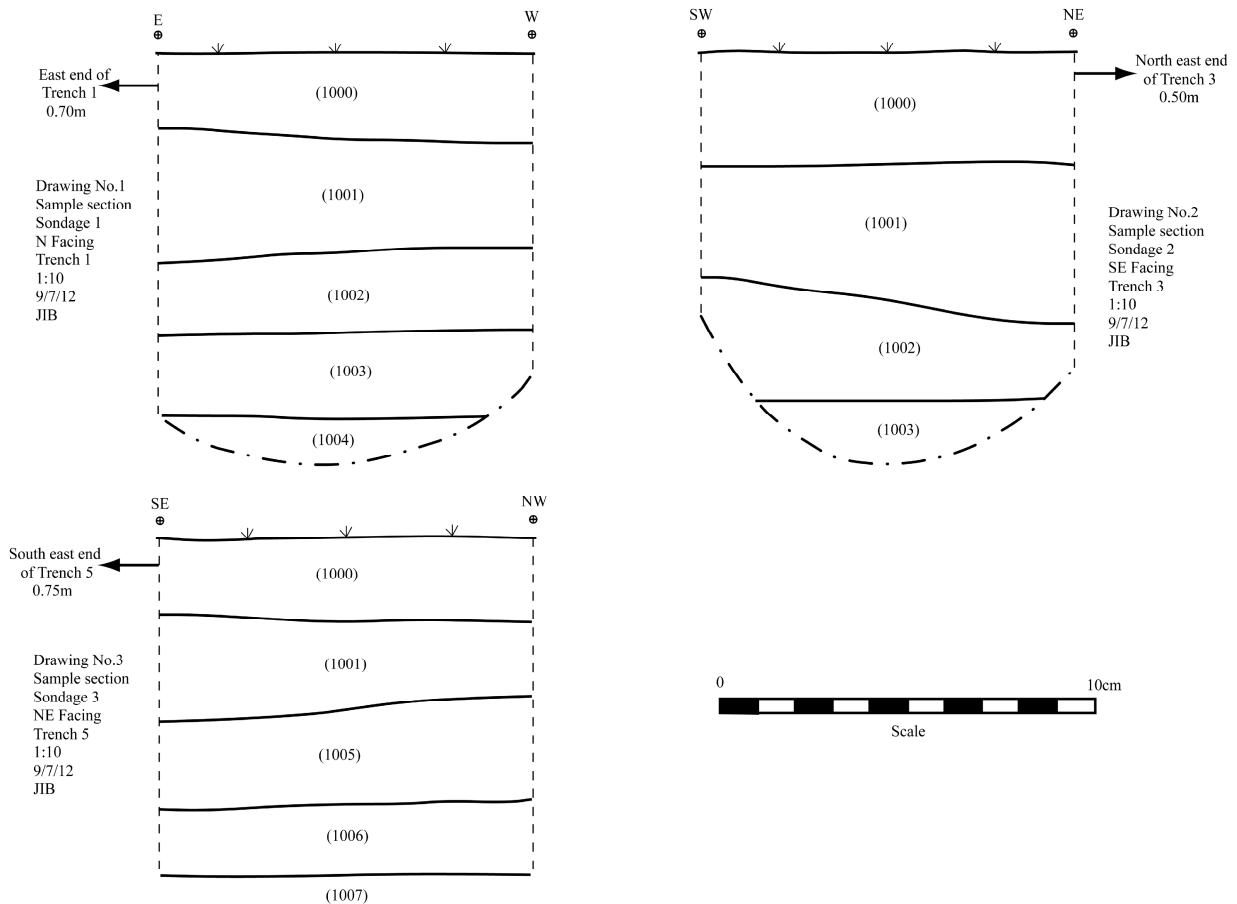 E
W
East end of
Trench 1
0.70m
(1000)
(1001)
(1002)
(1003)
(1004)
Drawing No.1
Sample section
Sondage 1
N Facing
Trench 1
1:10
9/7/12
JIB
SW
NE
North east end
of Trench 3
0.50m
(1000)
(1001)
(1002)
(1003)
Drawing No.2
Sample section
Sondage 2
SE Facing
Trench 3
1:10
9/7/12
JIB
SE
NW
South east end
of Trench 5
0.75m
(1000)
(1001)
(1005)
(1006)
(1007)
Drawing No.3
Sample section
Sondage 3
NE Facing
Trench 5
1:10
9/7/12
JIB
0
10cm
Scale